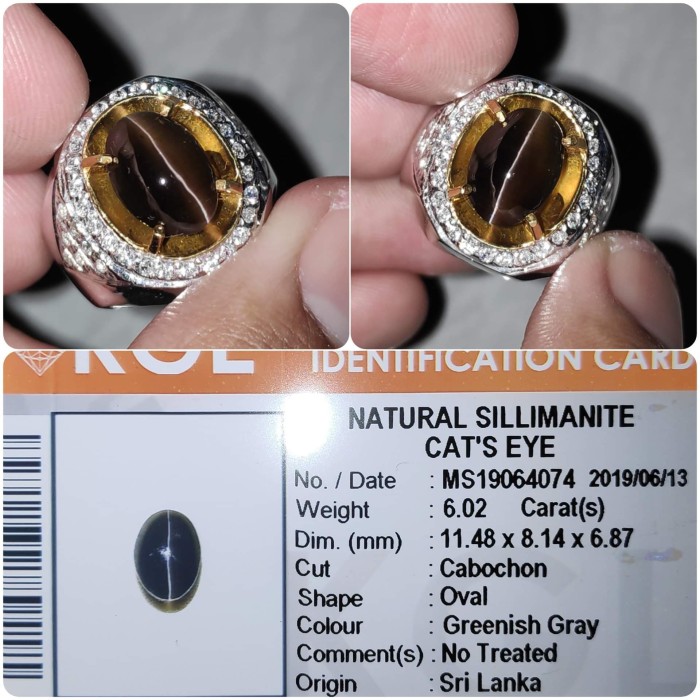 IDENTIFICATION CARD
NATURAL SILLIMANITE
CAT'S EYE
No. / Date : MS19064074 2019/06/13
Weight : 6.02 Carat(s)
Dim. (mm) : 11.48 x 8.14 x 6.87
Cut : Cabochon
Shape : Oval
Colour : Greenish Gray
Comment(s) : No Treated
Origin : Sri Lanka